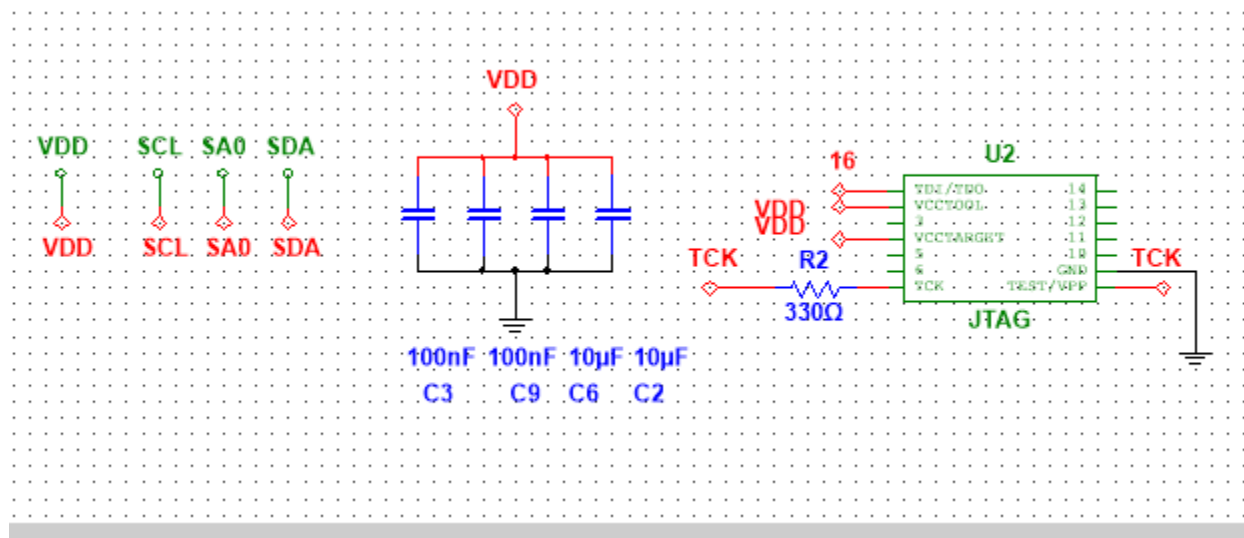 VDD
VDD SCL SA0 SDA
VDD SCL SA0 SDA
100nF 100nF 10µF 10µF
C3 C9 C6 C2
U2
16
TDI/TDO 14
VCCTOOL 13
VDD
VDD
3 12
VCCTARGET 11
5 10
TCK R2 6 GND TCK
TCK TEST/VPP
330Ω
JTAG